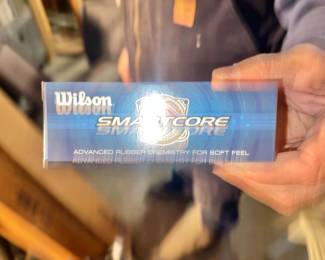 Wilson
SMARTCORE
ADVANCED RUBBER CHEMISTRY FOR SOFT FEEL